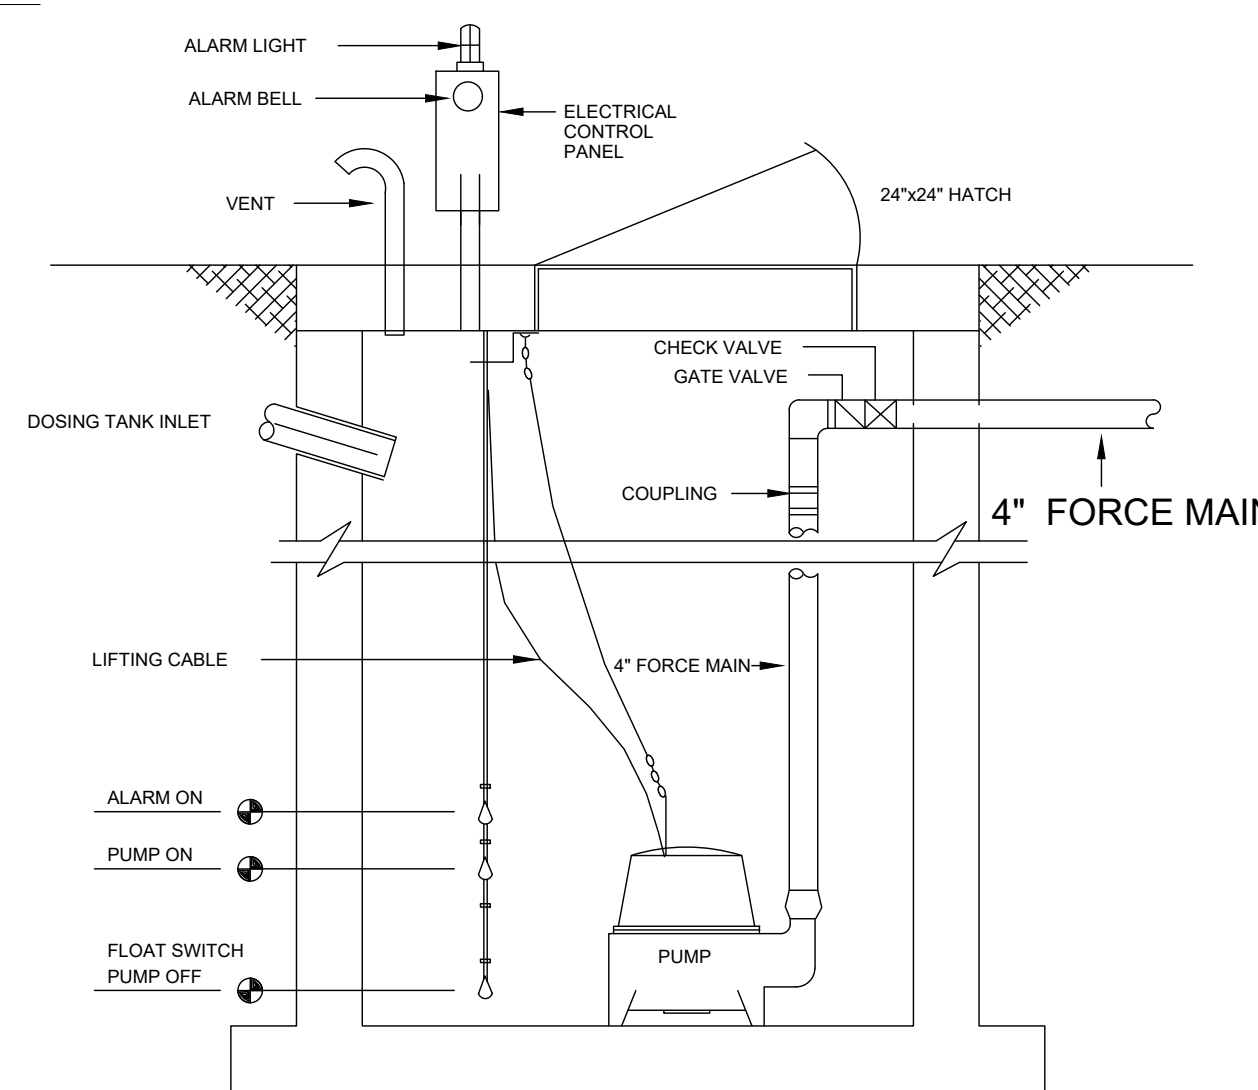 ALARM LIGHT
ALARM BELL
ELECTRICAL
CONTROL
PANEL
VENT
24"x24" HATCH
CHECK VALVE
GATE VALVE
DOSING TANK INLET
COUPLING
4" FORCE MAIN
LIFTING CABLE
4" FORCE MAIN
ALARM ON
PUMP ON
FLOAT SWITCH
PUMP OFF
PUMP